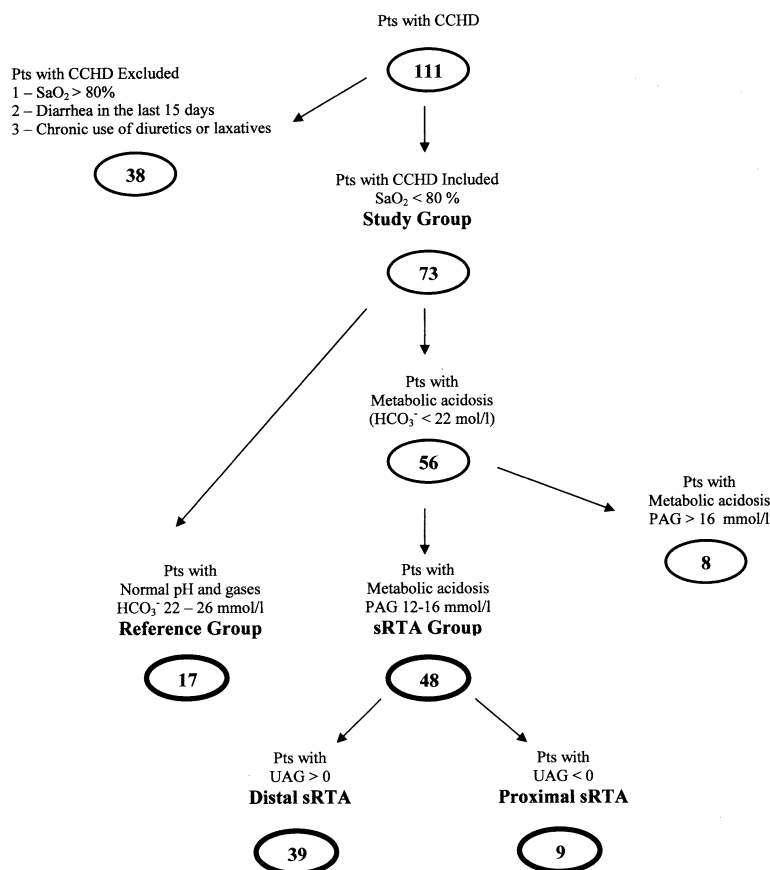 Pts with CCHD
111
Pts with CCHD Excluded
1 – SaO₂ > 80%
2 – Diarrhea in the last 15 days
3 – Chronic use of diuretics or laxatives
38
Pts with CCHD Included
SaO₂ < 80 %
Study Group
73
Pts with
Metabolic acidosis
(HCO₃⁻ < 22 mol/l)
56
Pts with
Metabolic acidosis
PAG > 16 mmol/l
8
Pts with
Normal pH and gases
HCO₃⁻ 22 – 26 mmol/l
Reference Group
17
Pts with
Metabolic acidosis
PAG 12-16 mmol/l
sRTA Group
48
Pts with
UAG > 0
Distal sRTA
39
Pts with
UAG < 0
Proximal sRTA
9